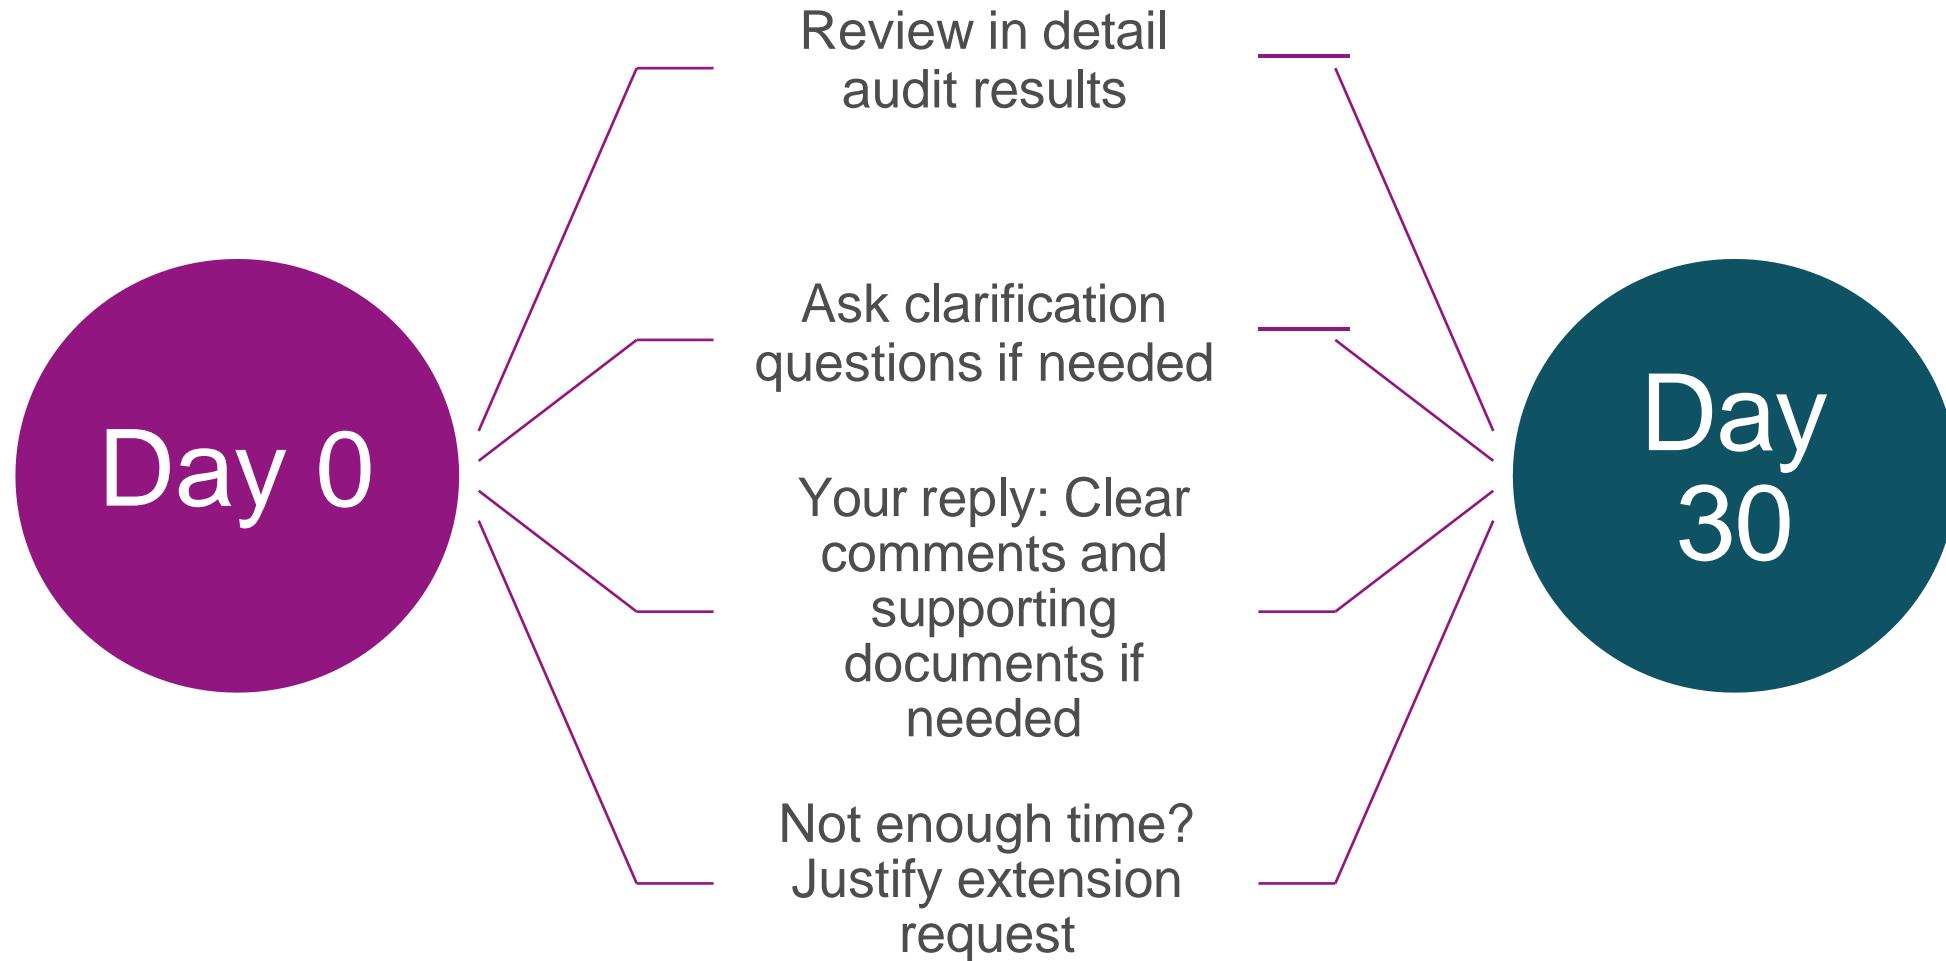 Day 0
Review in detail
audit results
Ask clarification
questions if needed
Your reply: Clear
comments and
supporting
documents if
needed
Not enough time?
Justify extension
request
Day
30